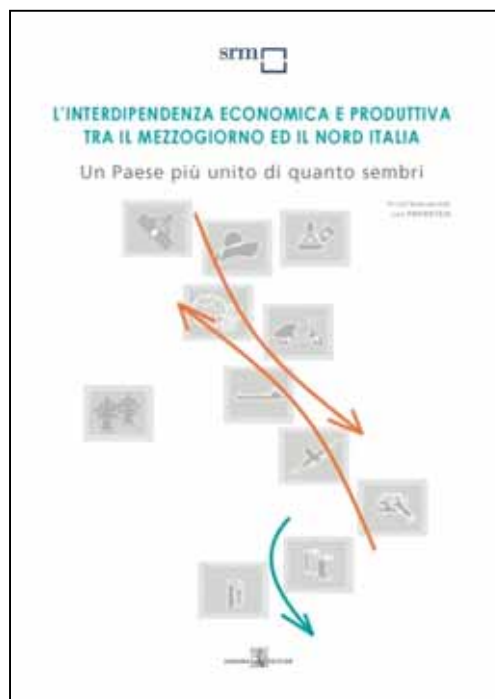 srm
L'INTERDIPENDENZA ECONOMICA E PRODUTTIVA
TRA IL MEZZOGIORNO ED IL NORD ITALIA
Un Paese più unito di quanto sembri